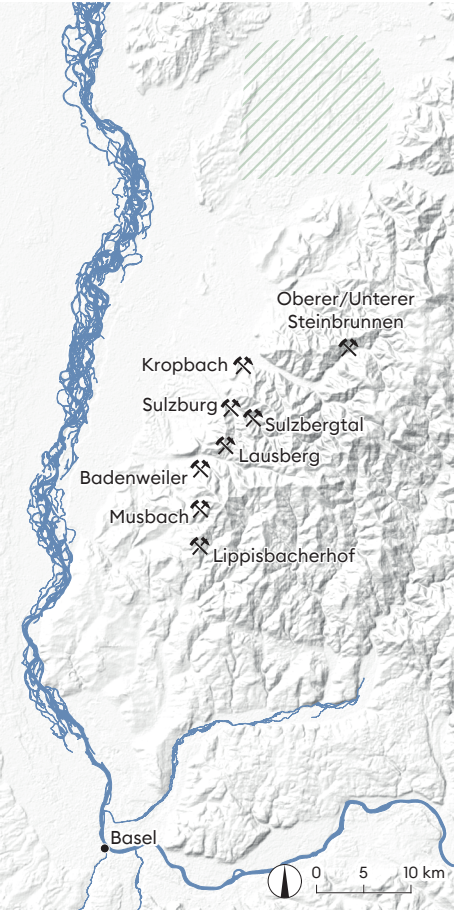 Oberer/Unterer
Steinbrunnen
Kropbach
Sulzburg
Sulzbergtal
Lausberg
Badenweiler
Musbach
Lippisbacherhof
Basel
0 5 10 km